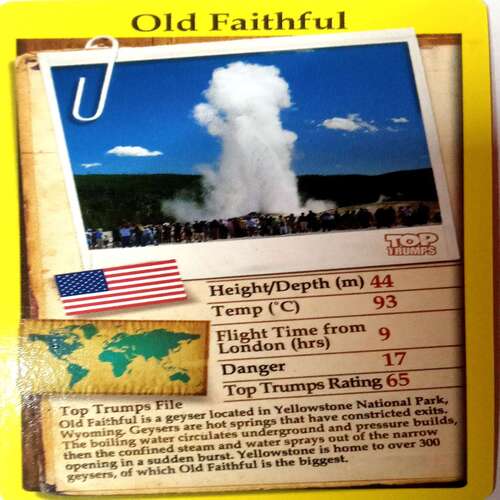 Old Faithful
TOP
TRUMPS
Height/Depth (m) 44
Temp (˚C) 93
Flight Time from
London (hrs) 9
Danger 17
Top Trumps Rating 65
Top Trumps File
Old Faithful is a geyser located in Yellowstone National Park,
Wyoming. Geysers are hot springs that have constricted exits.
The boiling water circulates underground and pressure builds,
then the confined steam and water sprays out of the narrow
opening in a sudden burst. Yellowstone is home to over 300
geysers, of which Old Faithful is the biggest.